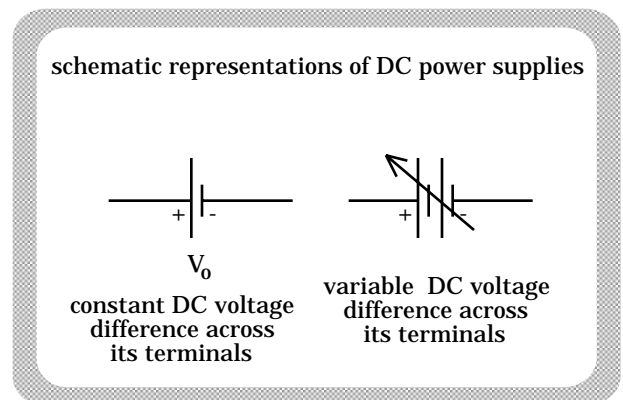 schematic representations of DC power supplies
+ -
+ -
V₀
constant DC voltage
difference across
its terminals
variable DC voltage
difference across
its terminals